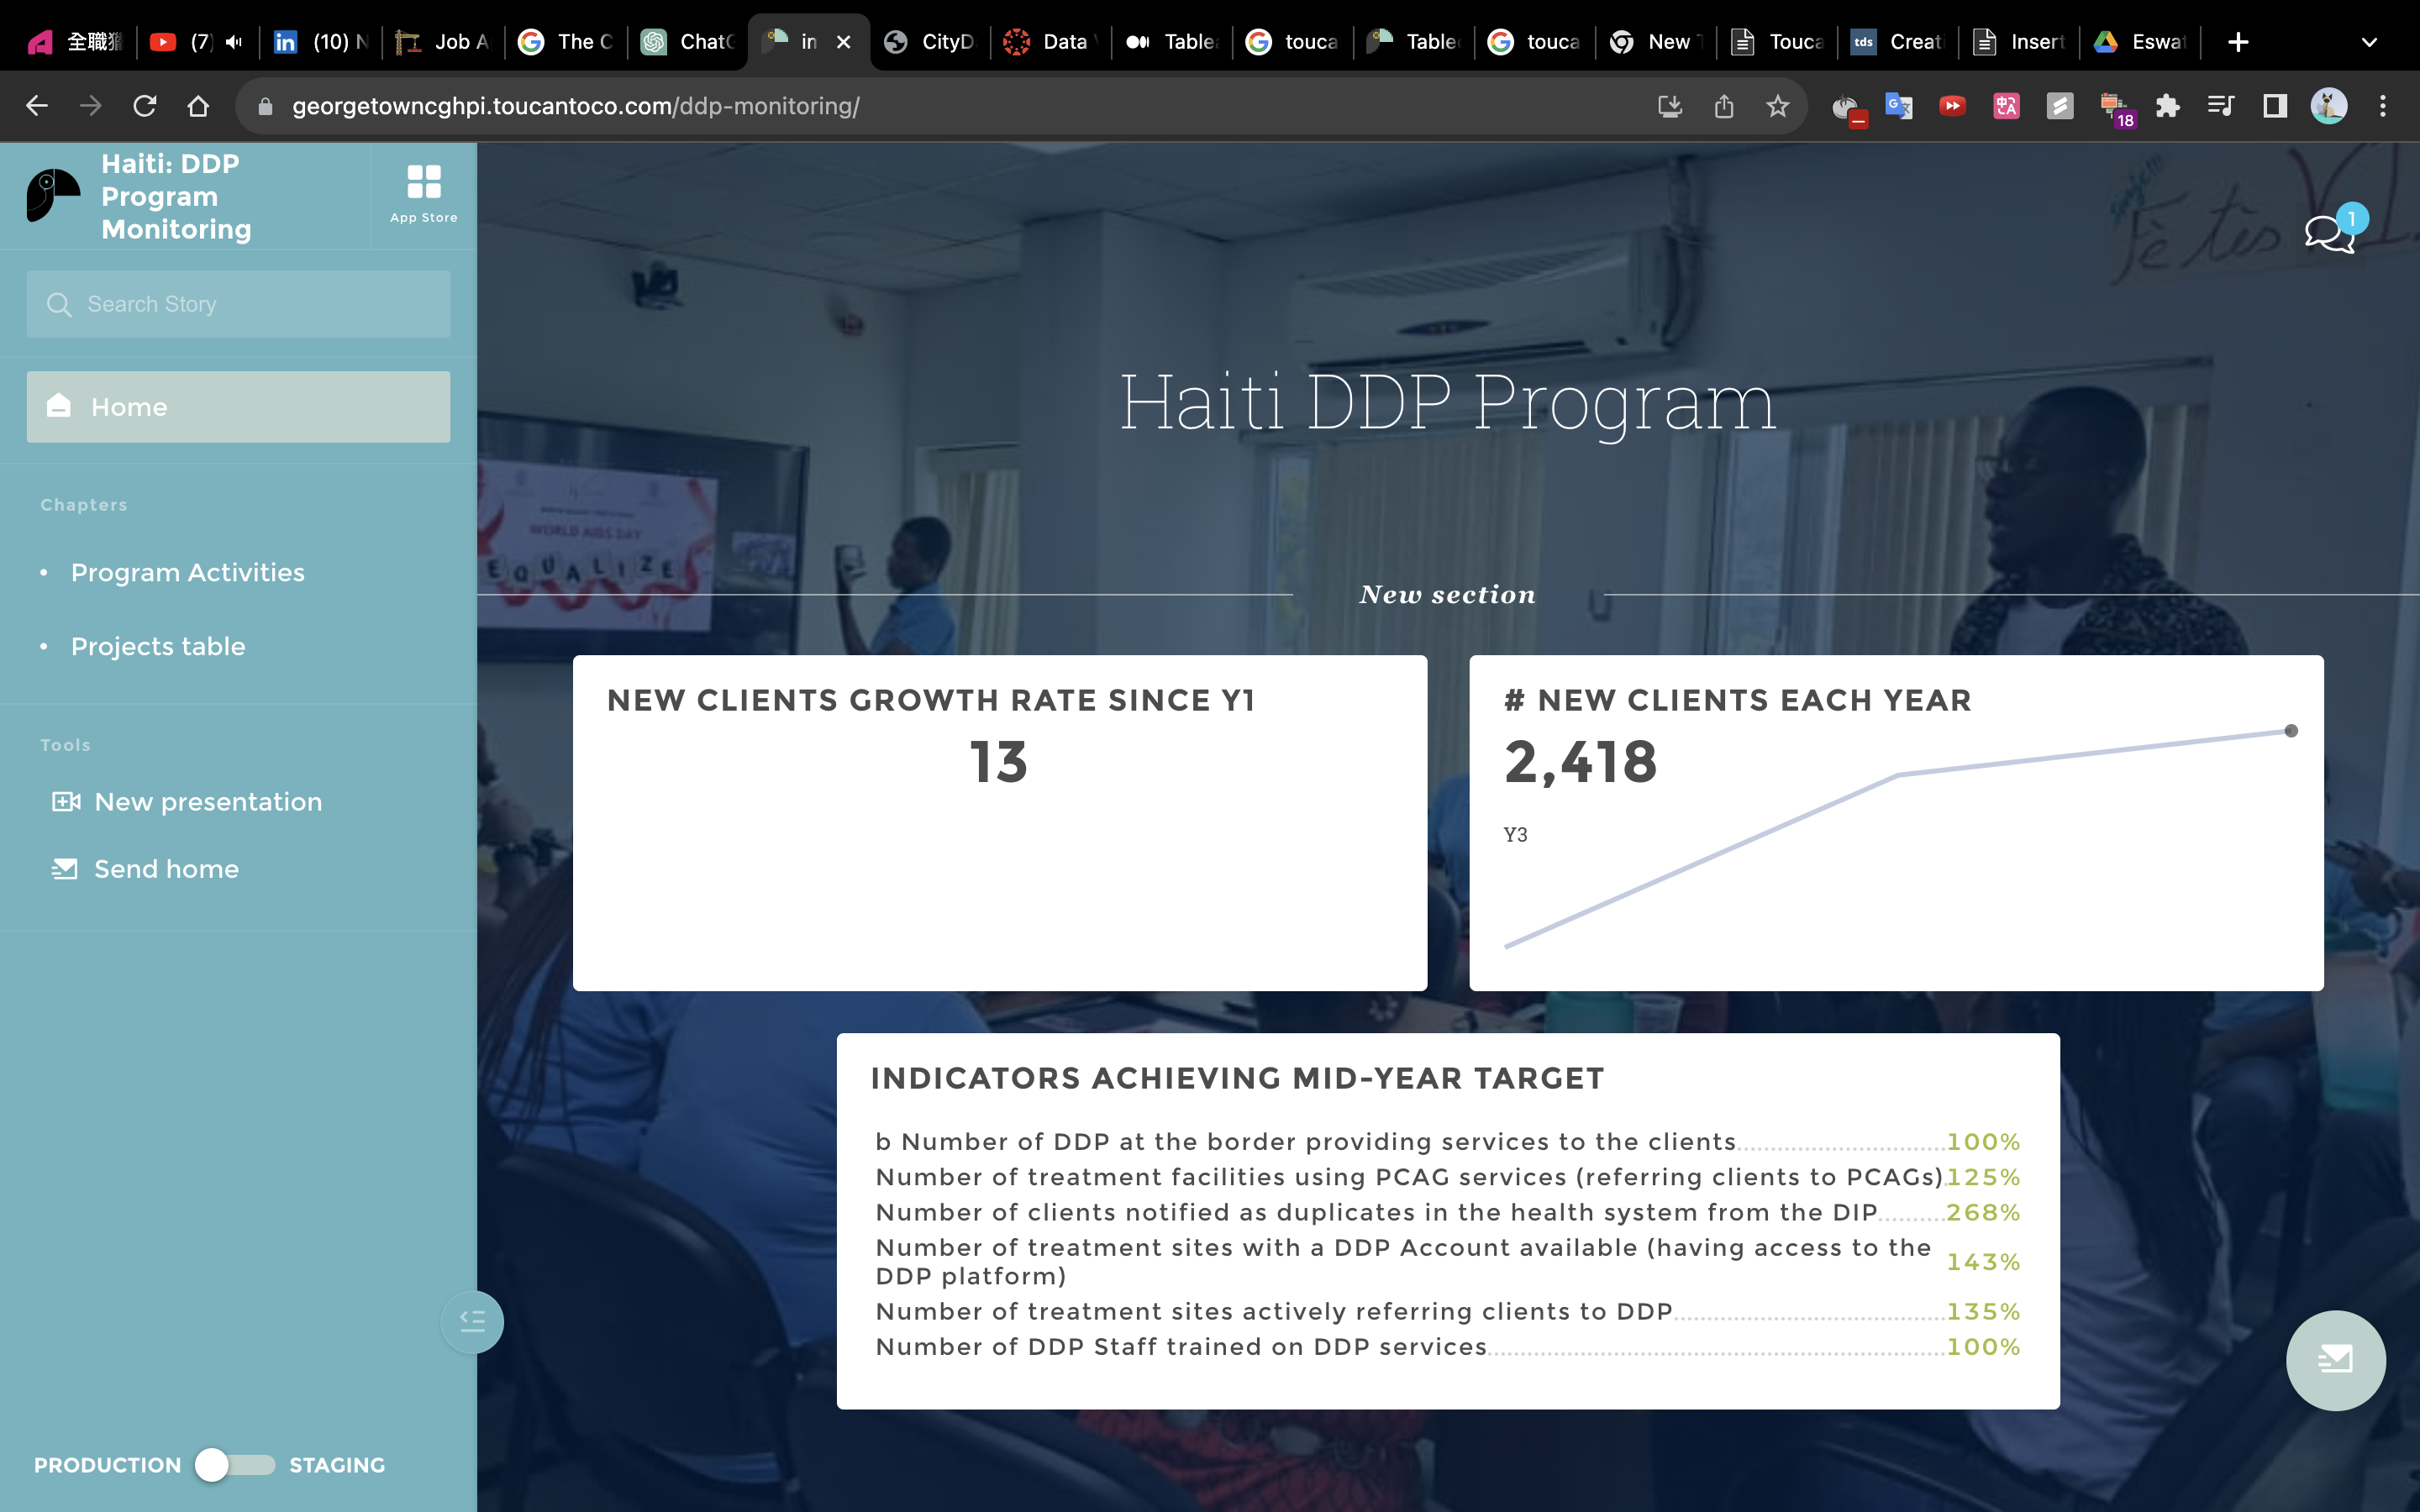 全職獵
(7)
(10) N
Job A
The C
ChatG
in
CityD
Data
Table
touca
Table
touca
New
Touca
tds
Creati
Insert
Eswat
georgetowncghpi.toucantoco.com/ddp-monitoring/
18
Haiti: DDP
Program
Monitoring
App Store
Search Story
Home
Chapters
• Program Activities
• Projects table
Tools
New presentation
Send home
PRODUCTION
STAGING
1
Haiti DDP Program
WORLD AIDS DAY
EQUALIZE
New section
NEW CLIENTS GROWTH RATE SINCE Y1
13
# NEW CLIENTS EACH YEAR
2,418
Y3
INDICATORS ACHIEVING MID-YEAR TARGET
b Number of DDP at the border providing services to the clients 100%
Number of treatment facilities using PCAG services (referring clients to PCAGs) 125%
Number of clients notified as duplicates in the health system from the DIP 268%
Number of treatment sites with a DDP Account available (having access to the
DDP platform) 143%
Number of treatment sites actively referring clients to DDP 135%
Number of DDP Staff trained on DDP services 100%